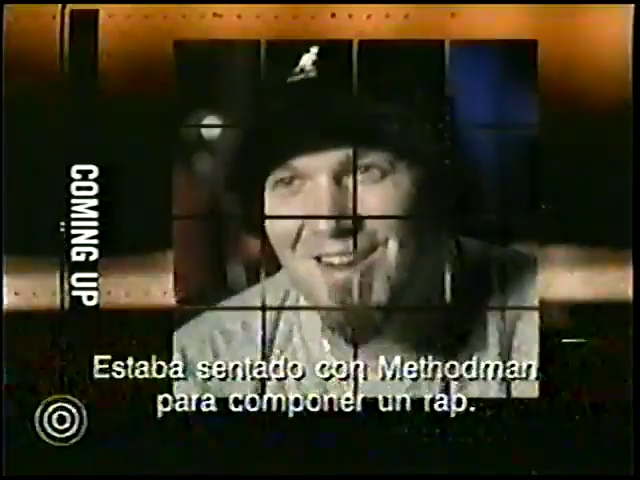 COMING UP
Estaba sentado con Methodman
para componer un rap.